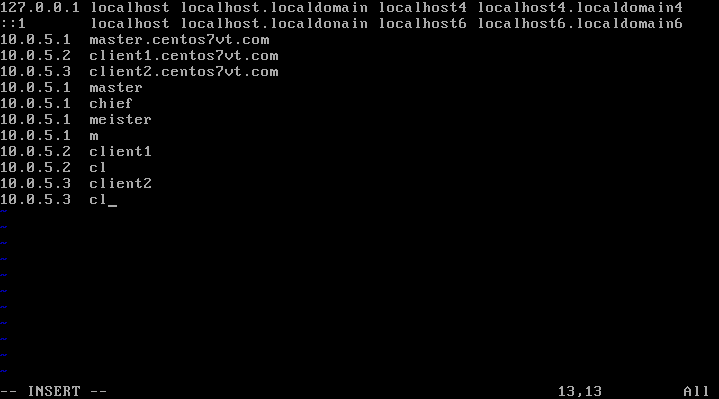 127.0.0.1 localhost localhost.localdomain localhost4 localhost4.localdomain4
::1       localhost localhost.localdonain localhost6 localhost6.localdomain6
10.0.5.1  master.centos7vt.com
10.0.5.2  client1.centos7vt.com
10.0.5.3  client2.centos7vt.com
10.0.5.1  master
10.0.5.1  chief
10.0.5.1  meister
10.0.5.1  m
10.0.5.2  client1
10.0.5.2  cl
10.0.5.3  client2
10.0.5.3  cl_
~
~
~
~
~
~
~
~
~
~
~
-- INSERT -- 13,13 All